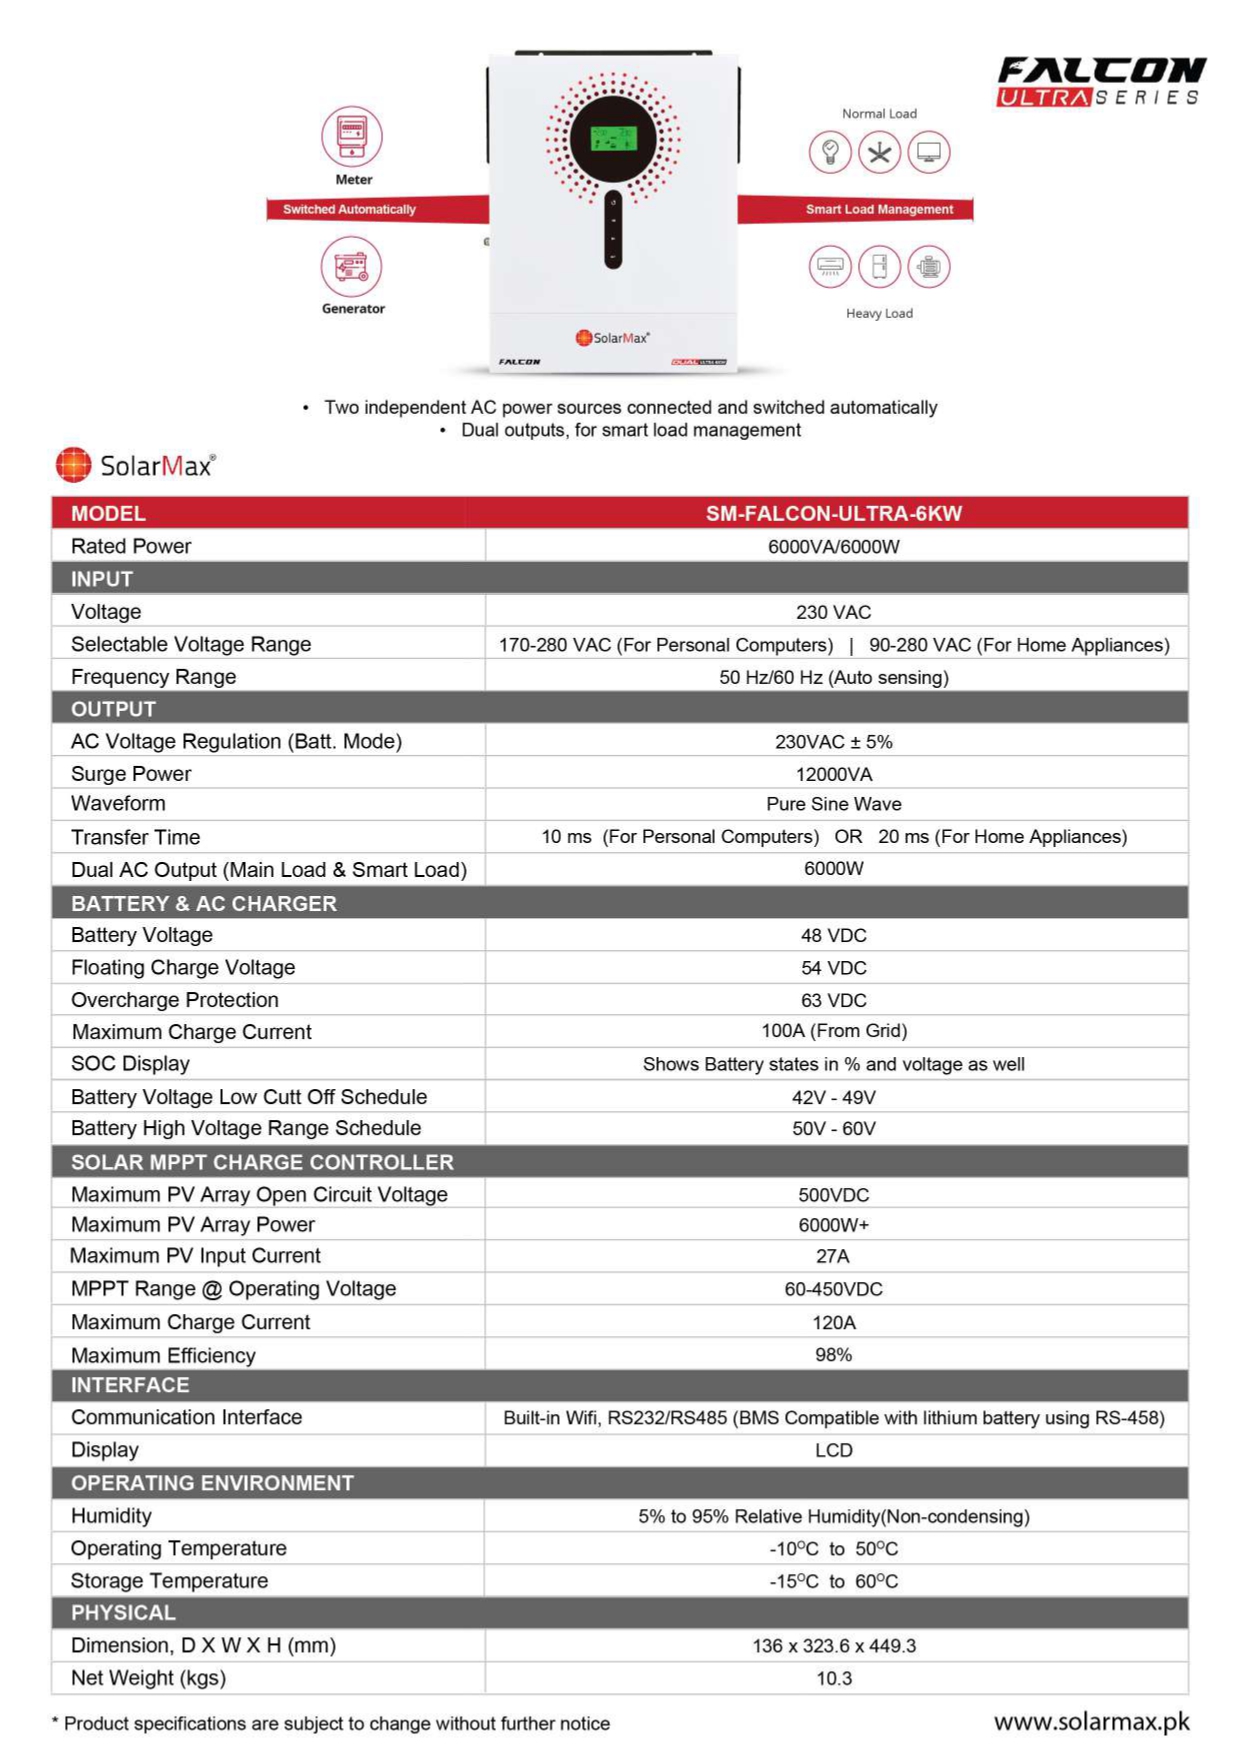 FALCON
ULTRA SERIES
Normal Load
Meter
Switched Automatically
Smart Load Management
Generator
Heavy Load
SolarMax®
FALCON
• Two independent AC power sources connected and switched automatically
• Dual outputs, for smart load management
SolarMax®
MODEL SM-FALCON-ULTRA-6KW
Rated Power 6000VA/6000W
INPUT
Voltage 230 VAC
Selectable Voltage Range 170-280 VAC (For Personal Computers) | 90-280 VAC (For Home Appliances)
Frequency Range 50 Hz/60 Hz (Auto sensing)
OUTPUT
AC Voltage Regulation (Batt. Mode) 230VAC ± 5%
Surge Power 12000VA
Waveform Pure Sine Wave
Transfer Time 10 ms (For Personal Computers) OR 20 ms (For Home Appliances)
Dual AC Output (Main Load & Smart Load) 6000W
BATTERY & AC CHARGER
Battery Voltage 48 VDC
Floating Charge Voltage 54 VDC
Overcharge Protection 63 VDC
Maximum Charge Current 100A (From Grid)
SOC Display Shows Battery states in % and voltage as well
Battery Voltage Low Cutt Off Schedule 42V - 49V
Battery High Voltage Range Schedule 50V - 60V
SOLAR MPPT CHARGE CONTROLLER
Maximum PV Array Open Circuit Voltage 500VDC
Maximum PV Array Power 6000W+
Maximum PV Input Current 27A
MPPT Range @ Operating Voltage 60-450VDC
Maximum Charge Current 120A
Maximum Efficiency 98%
INTERFACE
Communication Interface Built-in Wifi, RS232/RS485 (BMS Compatible with lithium battery using RS-458)
Display LCD
OPERATING ENVIRONMENT
Humidity 5% to 95% Relative Humidity(Non-condensing)
Operating Temperature -10°C to 50°C
Storage Temperature -15°C to 60°C
PHYSICAL
Dimension, D X W X H (mm) 136 x 323.6 x 449.3
Net Weight (kgs) 10.3
* Product specifications are subject to change without further notice
www.solarmax.pk